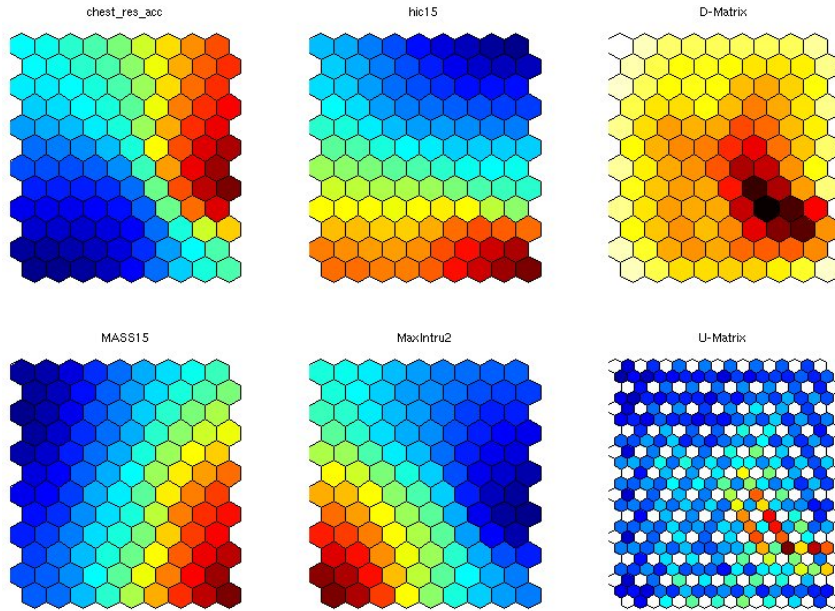 chest_res_acc
hic15
D-Matrix
MASS15
MaxIntru2
U-Matrix